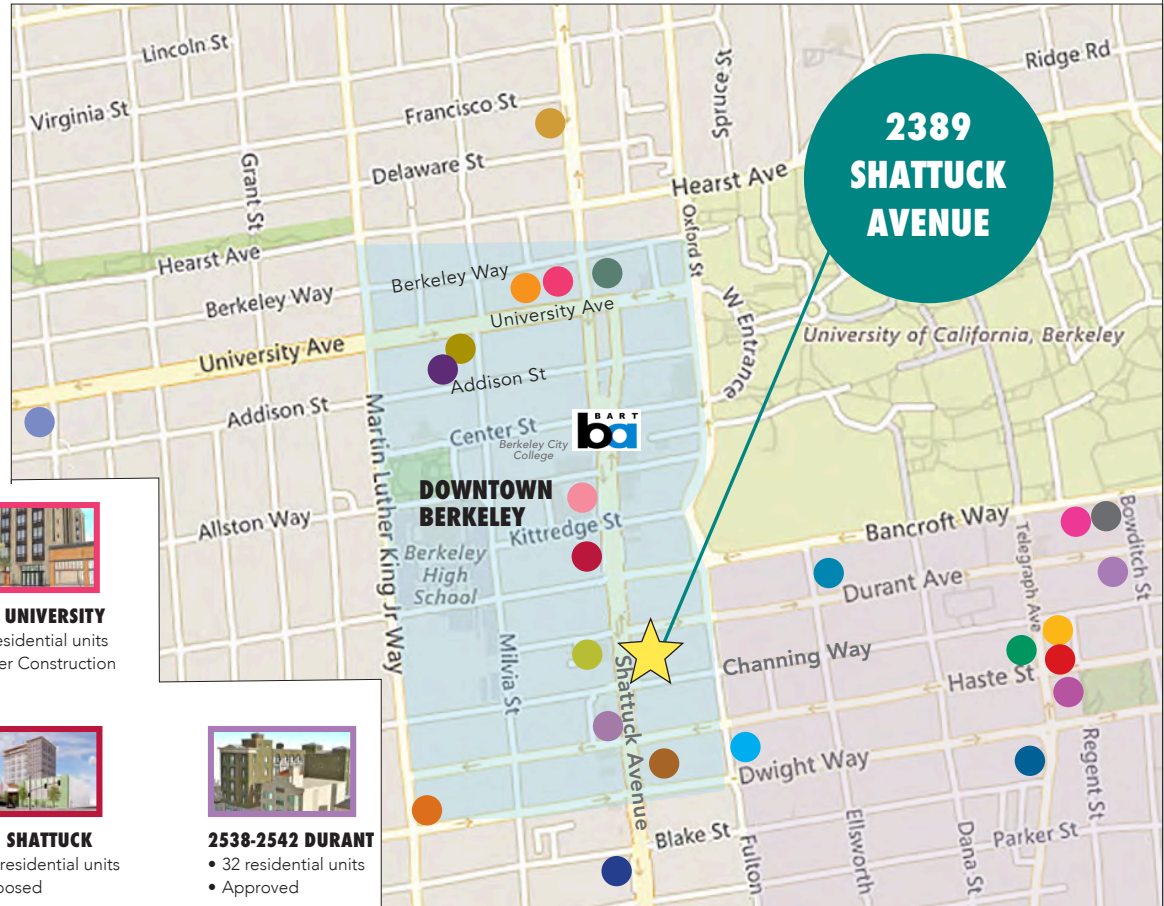 Lincoln St
Virginia St
Grant St
Francisco St
Delaware St
Spruce St
Ridge Rd
2389
SHATTUCK
AVENUE
Hearst Ave
Oxford St
Hearst Ave
Berkeley Way
Berkeley Way
University Ave
University Ave
W Entrance
University of California, Berkeley
Addison St
Addison St
Martin Luther King Jr Way
Center St
Berkeley City
College
BART
ba
DOWNTOWN
BERKELEY
Allston Way
Kittredge St
Berkeley
High
School
Bancroft Way
Telegraph Ave
Bowditch St
Durant Ave
Milvia St
Shattuck Avenue
Channing Way
Haste St
Dwight Way
Regent St
Blake St
Fulton
Ellsworth
Dana St
Parker St
UNIVERSITY
residential units
Construction
SHATTUCK
residential units
2538-2542 DURANT
• 32 residential units
• Approved